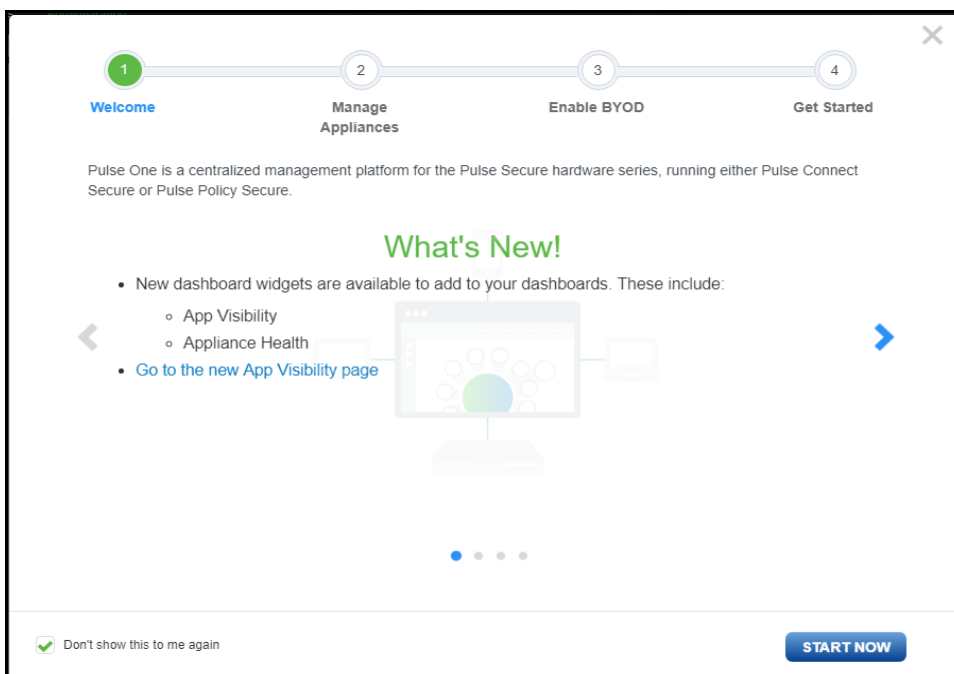 1
2
3
4
Welcome
Manage
Appliances
Enable BYOD
Get Started
Pulse One is a centralized management platform for the Pulse Secure hardware series, running either Pulse Connect
Secure or Pulse Policy Secure.
What's New!
New dashboard widgets are available to add to your dashboards. These include:
App Visibility
Appliance Health
Go to the new App Visibility page
Don't show this to me again
START NOW